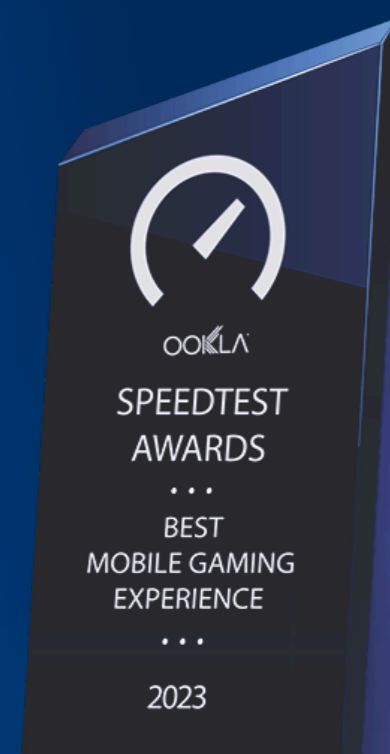 OOKLA
SPEEDTEST
AWARDS
...
BEST
MOBILE GAMING
EXPERIENCE
...
2023